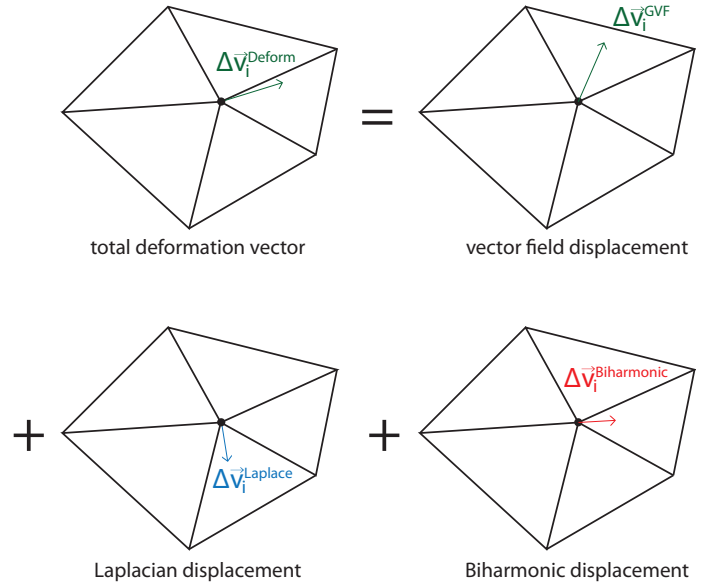 Δv⃗ᵢ^Deform
=
Δv⃗ᵢ^GVF
total deformation vector
vector field displacement
+
Δv⃗ᵢ^Laplace
+
Δv⃗ᵢ^Biharmonic
Laplacian displacement
Biharmonic displacement